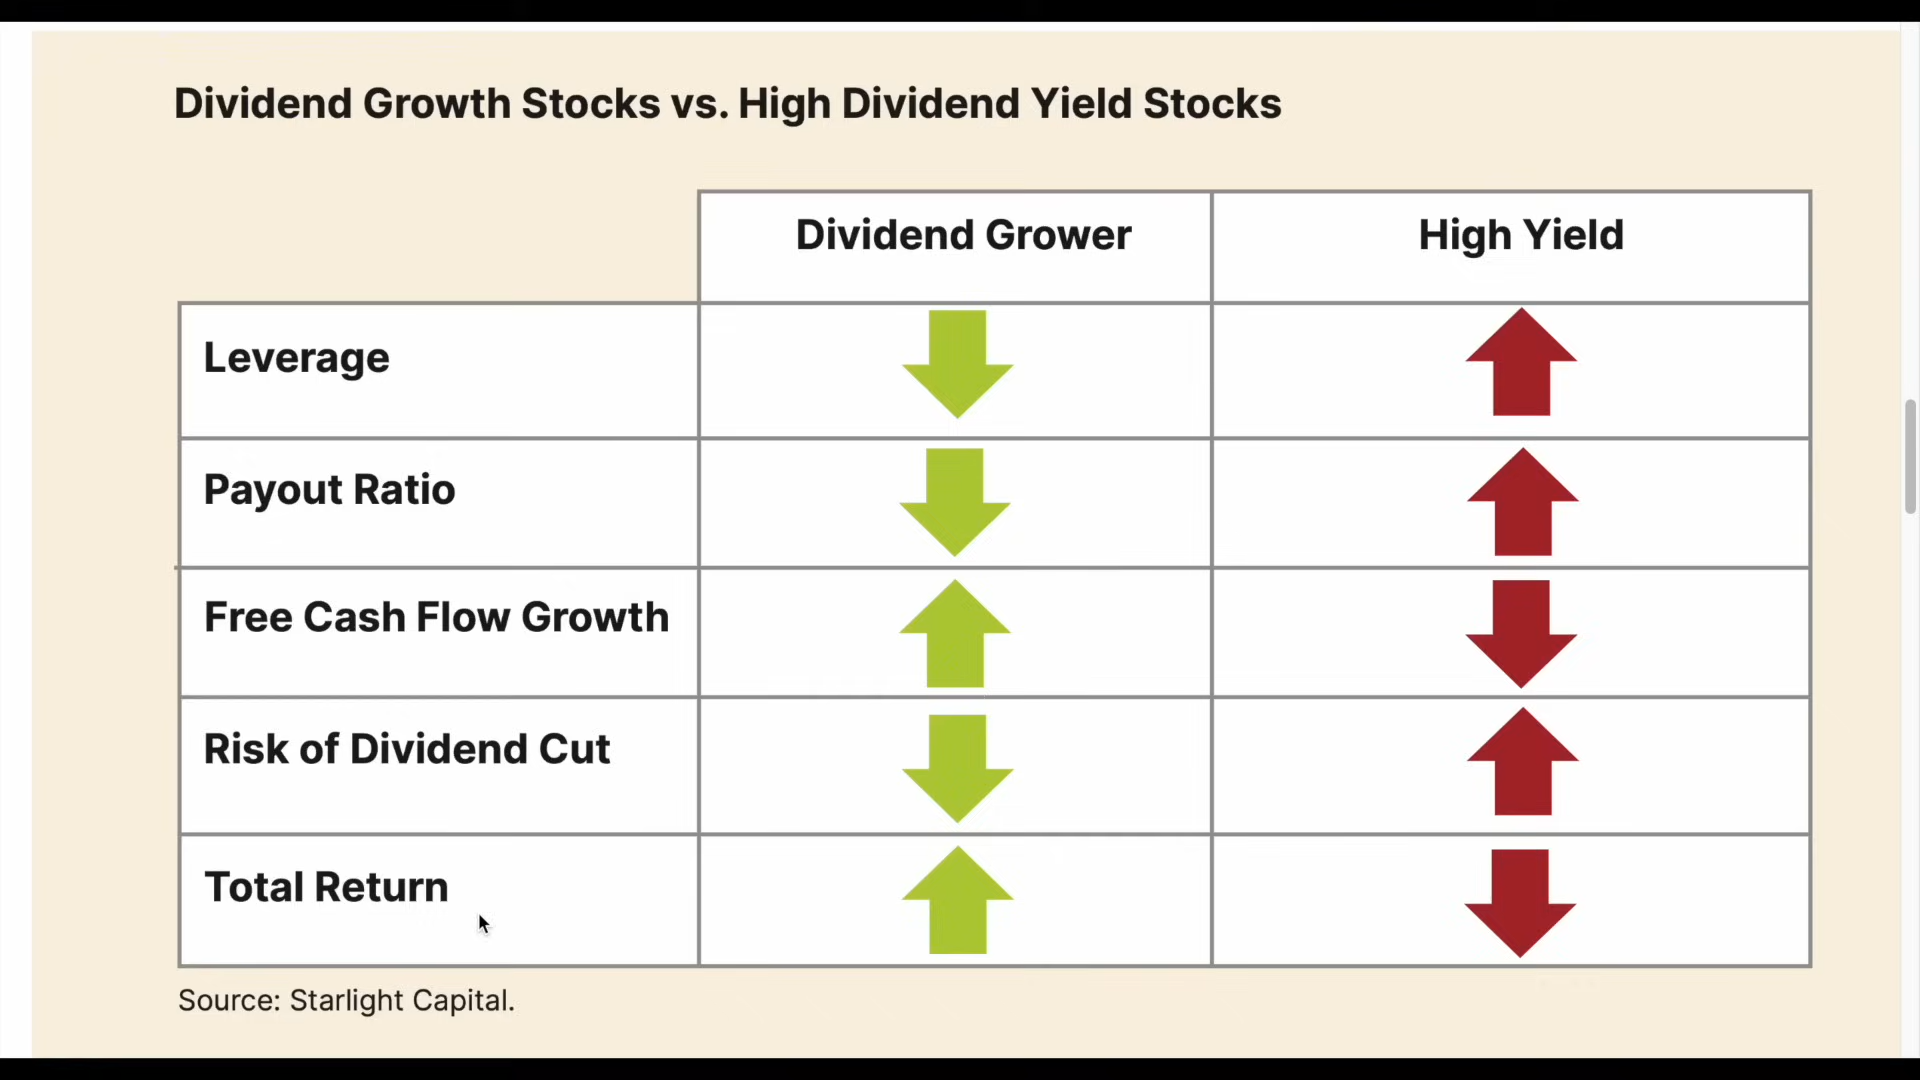 Dividend Growth Stocks vs. High Dividend Yield Stocks
Dividend Grower
High Yield
Leverage
Payout Ratio
Free Cash Flow Growth
Risk of Dividend Cut
Total Return
Source: Starlight Capital.